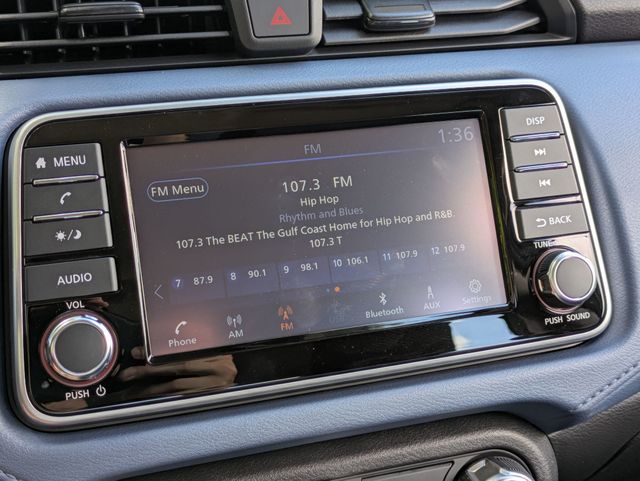 DISP
FM
1:36
MENU
FM Menu
107.3 FM
Hip Hop
Rhythm and Blues
107.3 The BEAT The Gulf Coast Home for Hip Hop and R&B.
107.3 T
BACK
TUNE
7 87.9 8 90.1 9 98.1 10 106.1 11 107.9 12 107.9
AUDIO
VOL
Phone AM FM Bluetooth AUX Settings
PUSH SOUND
PUSH